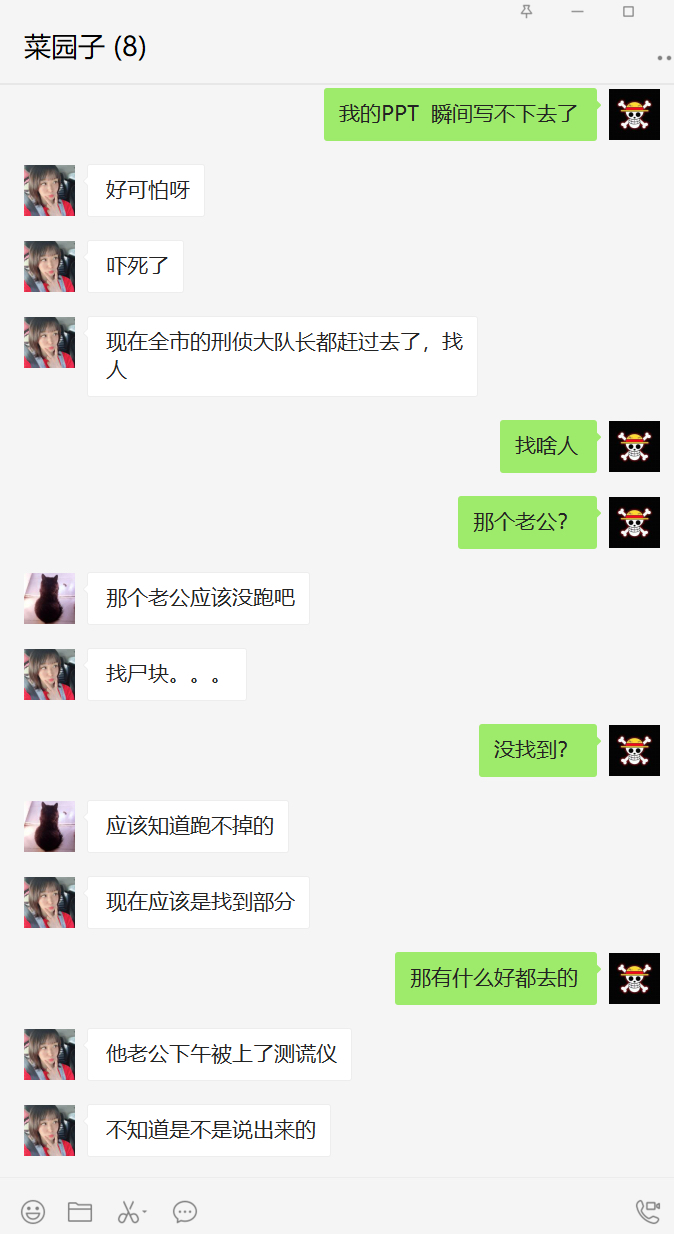 菜园子 (8)
我的PPT 瞬间写不下去了
好可怕呀
吓死了
现在全市的刑侦大队长都赶过去了，找
人
找啥人
那个老公？
那个老公应该没跑吧
找尸块。。。
没找到？
应该知道跑不掉的
现在应该是找到部分
那有什么好都去的
他老公下午被上了测谎仪
不知道是不是说出来的